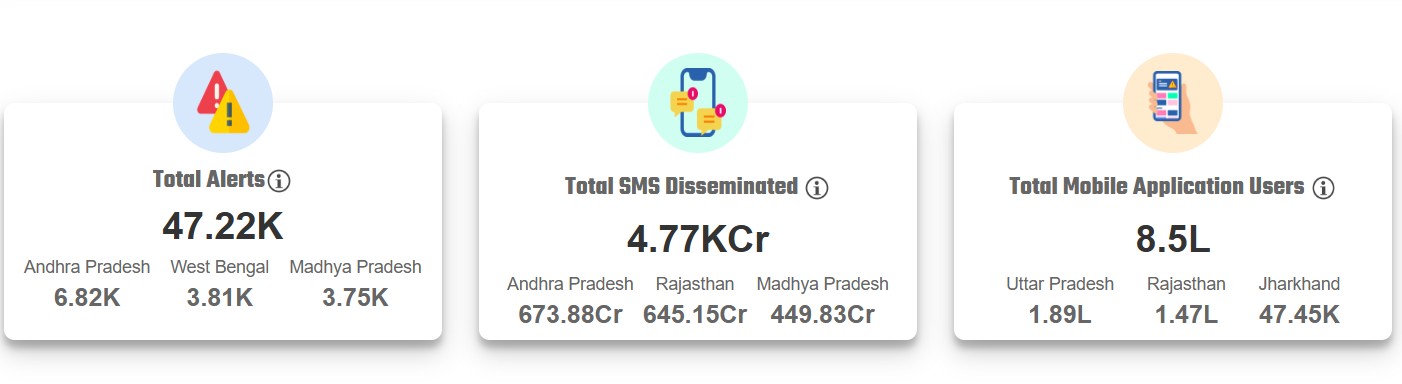 Total Alerts
47.22K
Andhra Pradesh West Bengal Madhya Pradesh
6.82K 3.81K 3.75K
Total SMS Disseminated
4.77KCr
Andhra Pradesh Rajasthan Madhya Pradesh
673.88Cr 645.15Cr 449.83Cr
Total Mobile Application Users
8.5L
Uttar Pradesh Rajasthan Jharkhand
1.89L 1.47L 47.45K